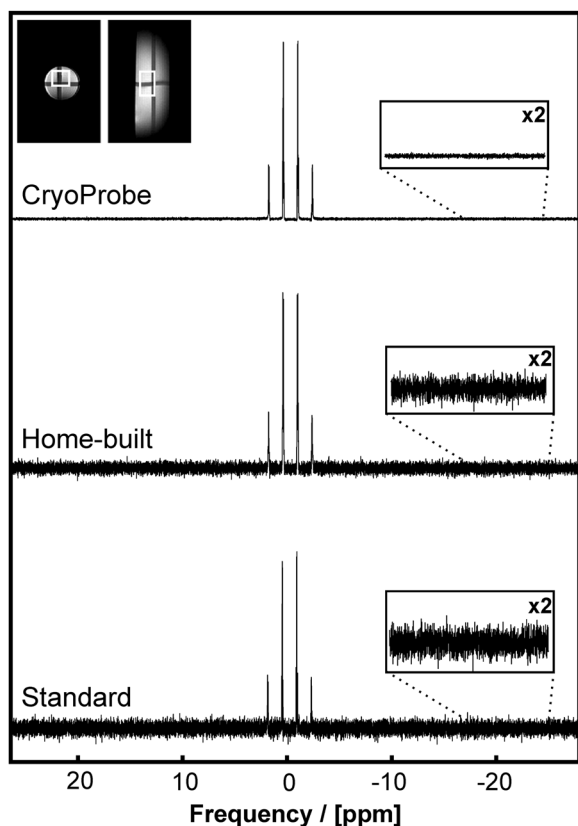 x2
CryoProbe
x2
Home-built
x2
Standard
20 10 0 -10 -20
Frequency / [ppm]